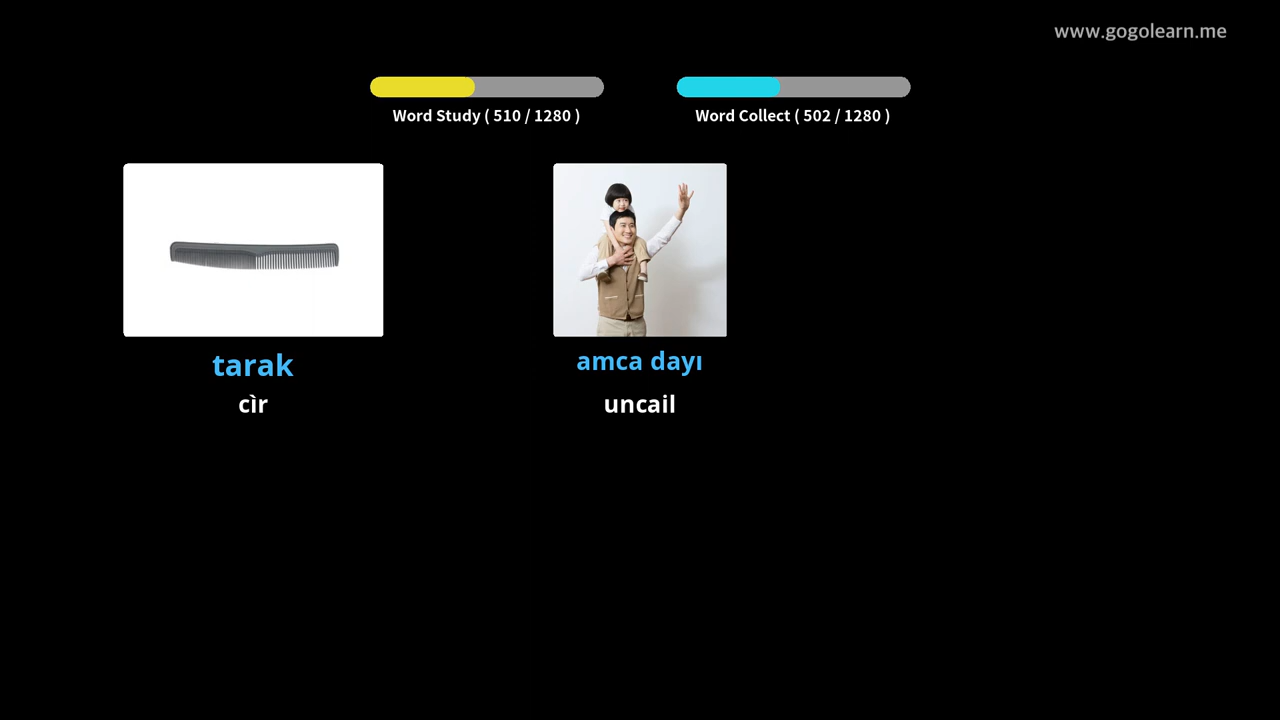 www.gogolearn.me
Word Study ( 510 / 1280 )
Word Collect ( 502 / 1280 )
tarak
cìr
amca dayı
uncail